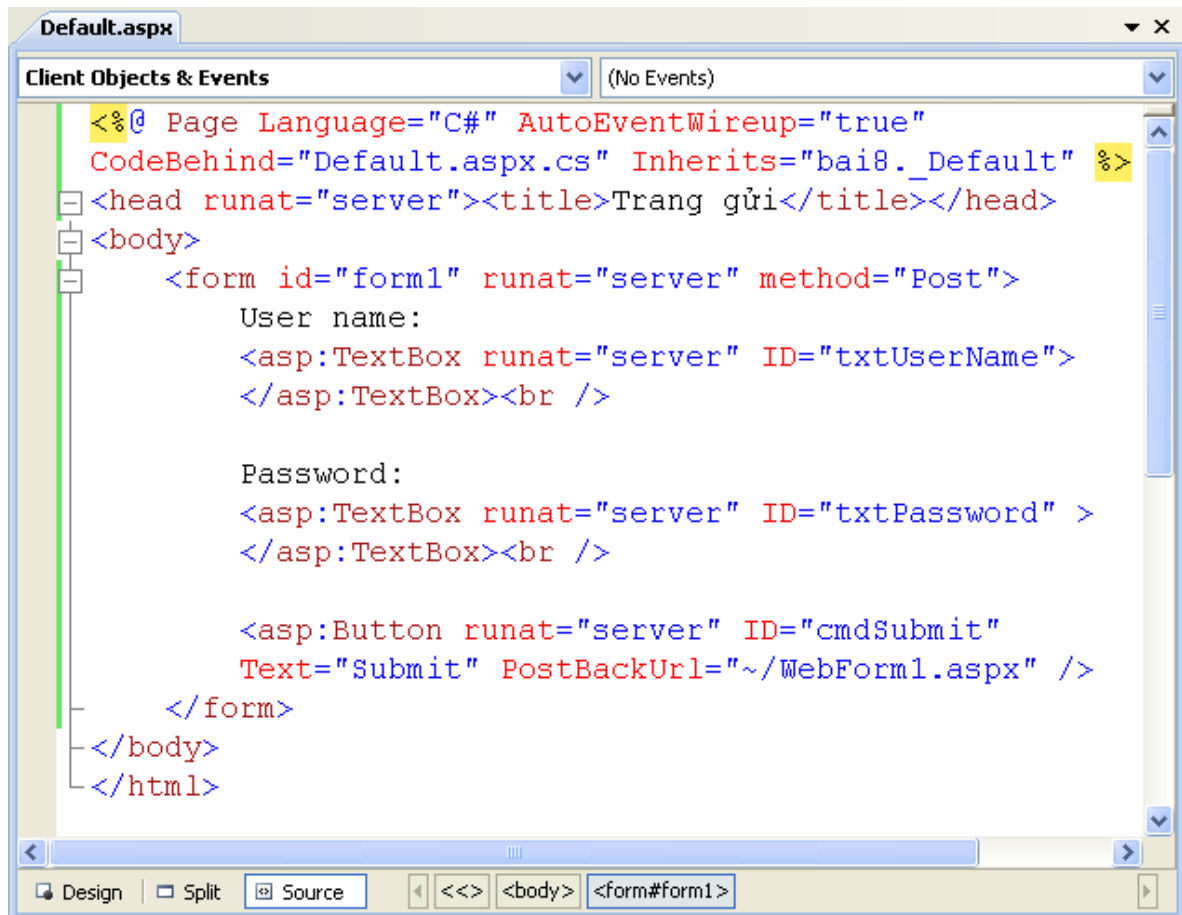 Default.aspx
Client Objects & Events (No Events)
<%@ Page Language="C#" AutoEventWireup="true"
CodeBehind="Default.aspx.cs" Inherits="bai8._Default" %>
<head runat="server"><title>Trang gửi</title></head>
<body>
<form id="form1" runat="server" method="Post">
User name:
<asp:TextBox runat="server" ID="txtUserName">
</asp:TextBox><br />
Password:
<asp:TextBox runat="server" ID="txtPassword" >
</asp:TextBox><br />
<asp:Button runat="server" ID="cmdSubmit"
Text="Submit" PostBackUrl="~/WebForm1.aspx" />
</form>
</body>
</html>
Design Split Source <<> <body> <form#form1>